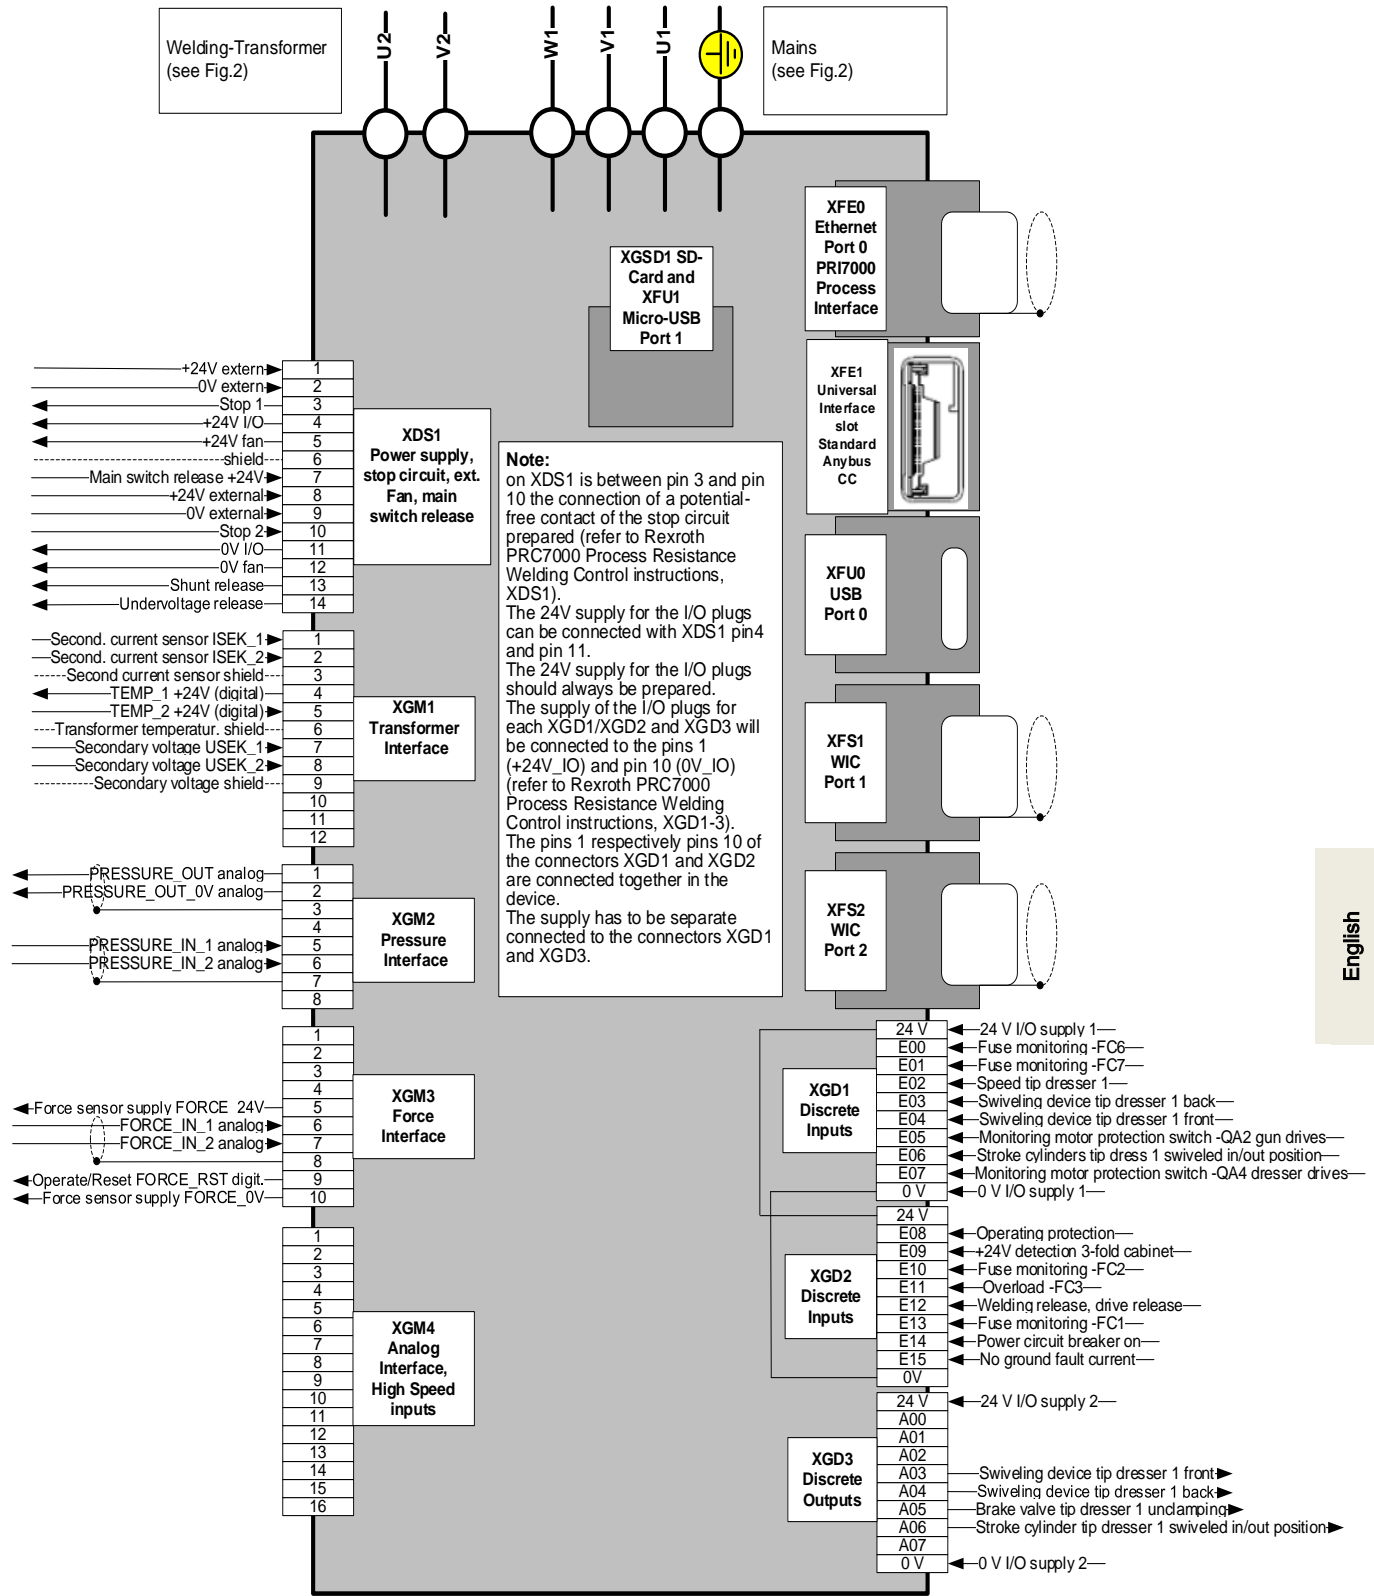 Welding-Transformer
(see Fig.2)
U2
V2
W1
V1
U1
Mains
(see Fig.2)
XFE0
Ethernet
Port 0
PRI7000
Process
Interface
XGSD1 SD-
Card and
XFU1
Micro-USB
Port 1
XFE1
Universal
Interface
slot
Standard
Anybus
CC
XFU0
USB
Port 0
XFS1
WIC
Port 1
XFS2
WIC
Port 2
+24V extern 1
0V extern 2
Stop 1 3
+24V I/O 4
+24V fan 5
shield 6
Main switch release +24V 7
+24V external 8
0V external 9
Stop 2 10
0V I/O 11
0V fan 12
Shunt release 13
Undervoltage release 14
XDS1
Power supply,
stop circuit, ext.
Fan, main
switch release
Second. current sensor ISEK_1 1
Second. current sensor ISEK_2 2
Second current sensor shield 3
TEMP_1 +24V (digital) 4
TEMP_2 +24V (digital) 5
Transformer temperatur. shield 6
Secondary voltage USEK_1 7
Secondary voltage USEK_2 8
Secondary voltage shield 9
10
11
12
XGM1
Transformer
Interface
PRESSURE_OUT analog 1
PRESSURE_OUT_0V analog 2
3
4
PRESSURE_IN_1 analog 5
PRESSURE_IN_2 analog 6
7
8
XGM2
Pressure
Interface
1
2
3
4
Force sensor supply FORCE_24V 5
FORCE_IN_1 analog 6
FORCE_IN_2 analog 7
8
Operate/Reset FORCE_RST digit. 9
Force sensor supply FORCE_0V 10
XGM3
Force
Interface
1
2
3
4
5
6
7
8
9
10
11
12
13
14
15
16
XGM4
Analog
Interface,
High Speed
inputs
Note:
on XDS1 is between pin 3 and pin
10 the connection of a potential-
free contact of the stop circuit
prepared (refer to Rexroth
PRC7000 Process Resistance
Welding Control instructions,
XDS1).
The 24V supply for the I/O plugs
can be connected with XDS1 pin4
and pin 11.
The 24V supply for the I/O plugs
should always be prepared.
The supply of the I/O plugs for
each XGD1/XGD2 and XGD3 will
be connected to the pins 1
(+24V_IO) and pin 10 (0V_IO)
(refer to Rexroth PRC7000
Process Resistance Welding
Control instructions, XGD1-3).
The pins 1 respectively pins 10 of
the connectors XGD1 and XGD2
are connected together in the
device.
The supply has to be separate
connected to the connectors XGD1
and XGD3.
XGD1
Discrete
Inputs
24 V 24 V I/O supply 1
E00 Fuse monitoring -FC6
E01 Fuse monitoring -FC7
E02 Speed tip dresser 1
E03 Swiveling device tip dresser 1 back
E04 Swiveling device tip dresser 1 front
E05 Monitoring motor protection switch -QA2 gun drives
E06 Stroke cylinders tip dress 1 swiveled in/out position
E07 Monitoring motor protection switch -QA4 dresser drives
0 V 0 V I/O supply 1
XGD2
Discrete
Inputs
24 V
E08 Operating protection
E09 +24V detection 3-fold cabinet
E10 Fuse monitoring -FC2
E11 Overload -FC3
E12 Welding release, drive release
E13 Fuse monitoring -FC1
E14 Power circuit breaker on
E15 No ground fault current
0V
XGD3
Discrete
Outputs
24 V 24 V I/O supply 2
A00
A01
A02
A03 Swiveling device tip dresser 1 front
A04 Swiveling device tip dresser 1 back
A05 Brake valve tip dresser 1 unclamping
A06 Stroke cylinder tip dresser 1 swiveled in/out position
A07
0 V 0 V I/O supply 2
English